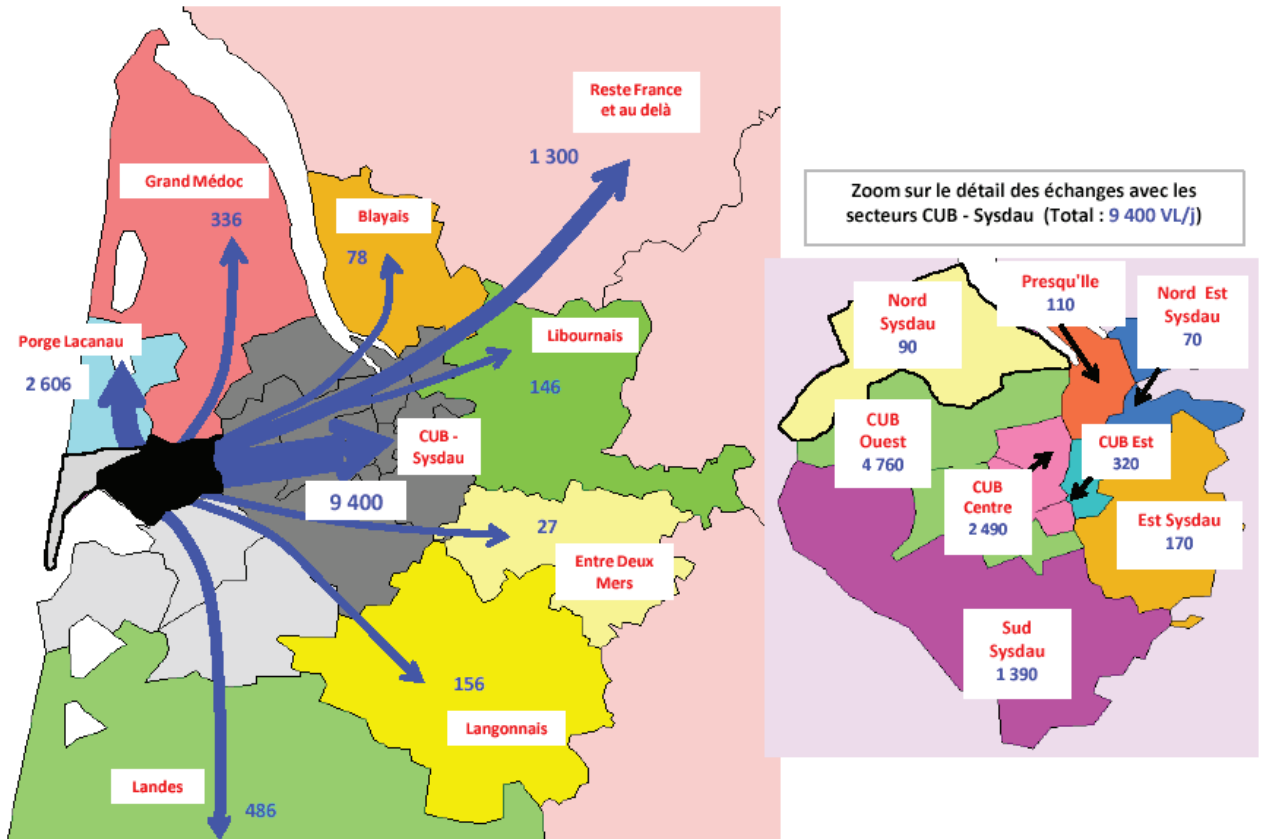 Reste France
et au delà
1 300
Grand Médoc
336
Blayais
78
Porge Lacanau
2 606
Libournais
146
CUB -
Sysdau
9 400
27
Entre Deux
Mers
156
Langonnais
Landes
486
Zoom sur le détail des échanges avec les
secteurs CUB - Sysdau (Total : 9 400 VL/j)
Nord
Sysdau
90
Presqu'Ile
110
Nord Est
Sysdau
70
CUB
Ouest
4 760
CUB Est
320
CUB
Centre
2 490
Est Sysdau
170
Sud
Sysdau
1 390